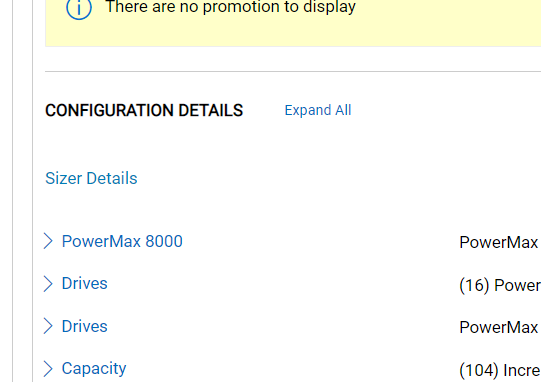 There are no promotion to display
CONFIGURATION DETAILS Expand All
Sizer Details
PowerMax 8000 PowerMax
Drives (16) Power
Drives PowerMax
Capacity (104) Incre